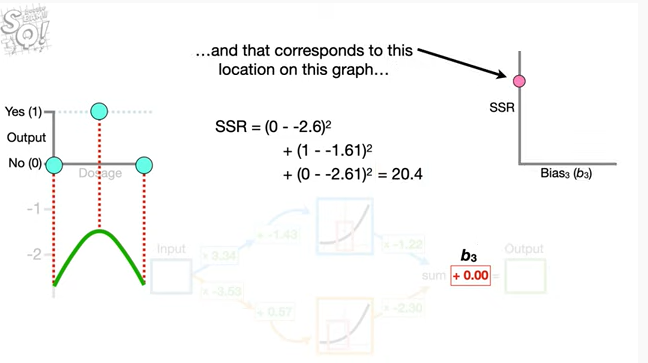 SQ!
…and that corresponds to this
location on this graph…
Yes (1)
Output
No (0)
Dosage
-1
-2
SSR = (0 - -2.6)²
+ (1 - -1.61)²
+ (0 - -2.61)² = 20.4
SSR
Bias₃ (b₃)
Input
x 3.34
x -3.53
+ -1.43
+ 0.57
x -1.22
x -2.30
b₃
sum + 0.00 =
Output